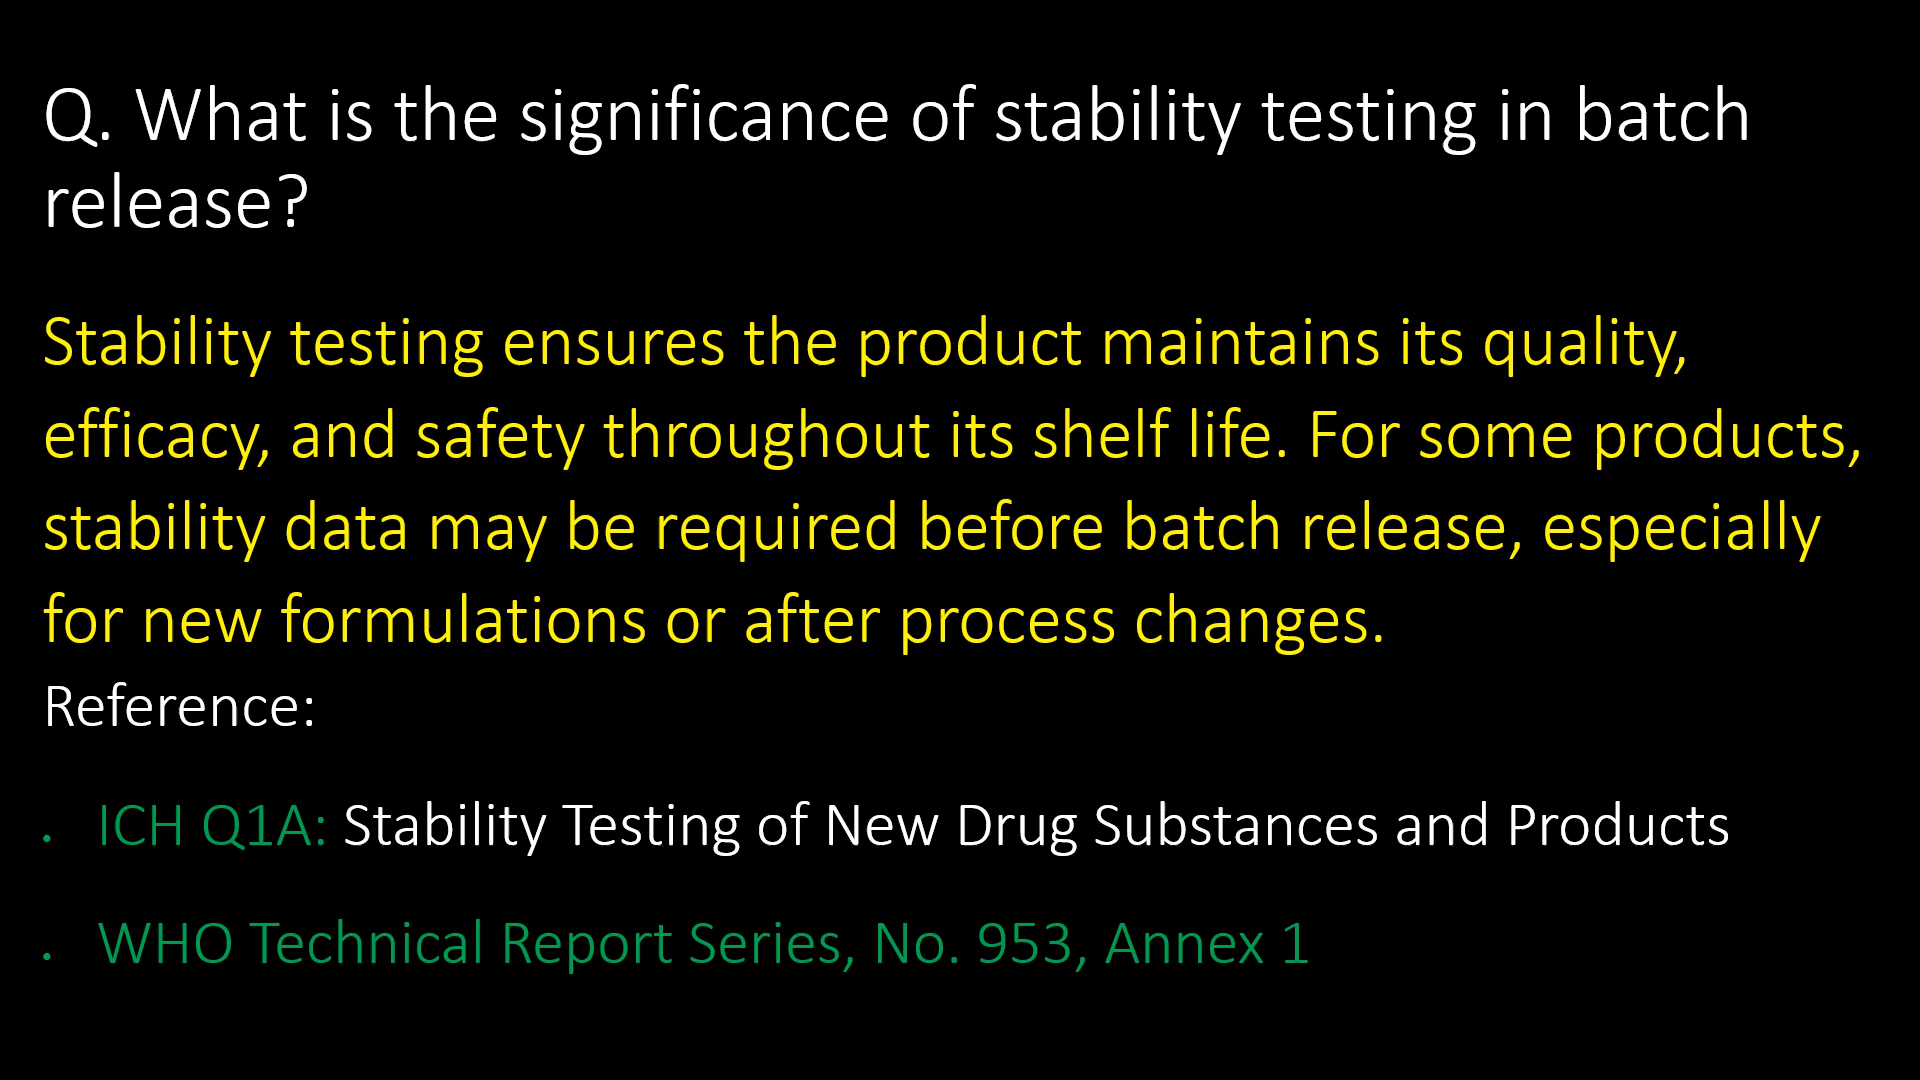 Q. What is the significance of stability testing in batch
release?
Stability testing ensures the product maintains its quality,
efficacy, and safety throughout its shelf life. For some products,
stability data may be required before batch release, especially
for new formulations or after process changes.
Reference:
• ICH Q1A: Stability Testing of New Drug Substances and Products
• WHO Technical Report Series, No. 953, Annex 1